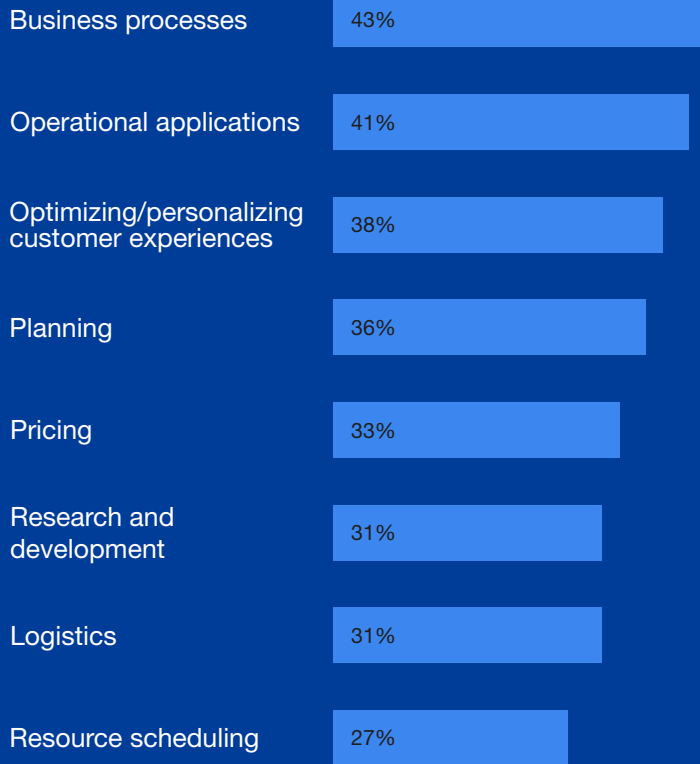 Business processes 43%
Operational applications 41%
Optimizing/personalizing
customer experiences 38%
Planning 36%
Pricing 33%
Research and
development 31%
Logistics 31%
Resource scheduling 27%